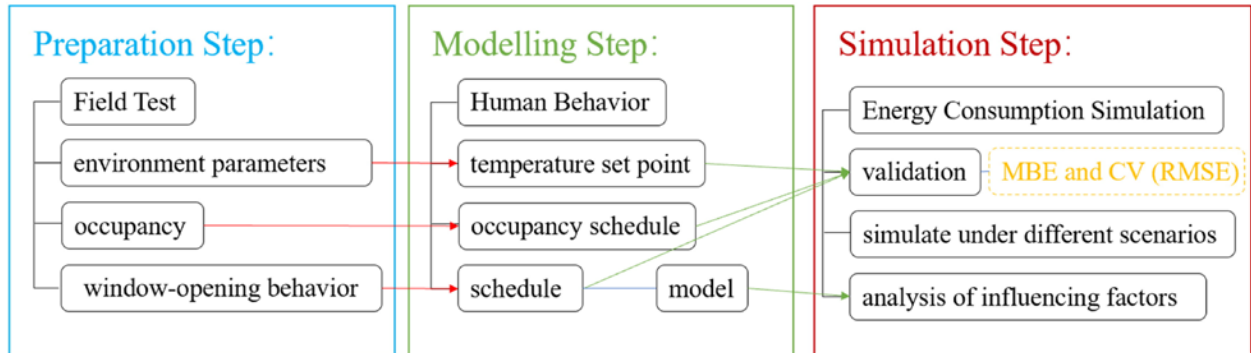 Preparation Step:
Field Test
environment parameters
occupancy
window-opening behavior
Modelling Step:
Human Behavior
temperature set point
occupancy schedule
schedule
model
Simulation Step:
Energy Consumption Simulation
validation
MBE and CV (RMSE)
simulate under different scenarios
analysis of influencing factors